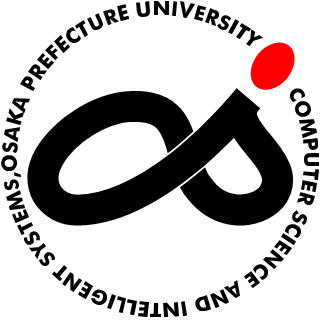 COMPUTER SCIENCE AND INTELLIGENT SYSTEMS,OSAKA PREFECTURE UNIVERSITY